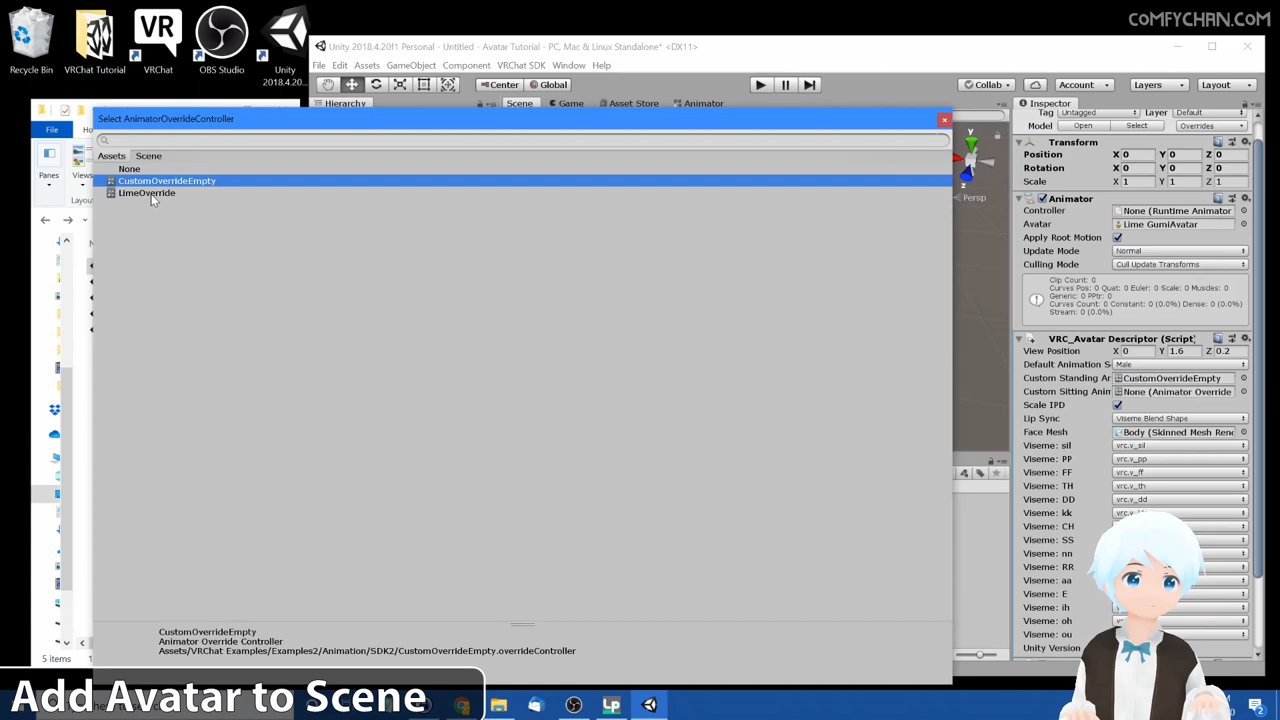 COMFYCHAN.COM
Recycle Bin
VRChat Tutorial
VR
VRChat
OBS Studio
Unity
2018.4.20...
Unity 2018.4.20f1 Personal - Untitled - Avatar Tutorial - PC, Mac & Linux Standalone* <DX11>
File Edit Assets GameObject Component VRChat SDK Window Help
Center Global
Collab Account Layers Layout
Hierarchy
Scene Game Asset Store Animator
Inspector
Tag Untagged Layer Default
Model Open Select Overrides
File
Panes
Views
Select AnimatorOverrideController
Assets Scene
None
CustomOverrideEmpty
LimeOverride
y
x
z
Persp
Transform
Position X 0 Y 0 Z 0
Rotation X 0 Y 0 Z 0
Scale X 1 Y 1 Z 1
Animator
Controller None (Runtime Animator
Avatar Lime GumiAvatar
Apply Root Motion
Update Mode Normal
Culling Mode Cull Update Transforms
Clip Count: 0
Curves Pos: 0 Quat: 0 Euler: 0 Scale: 0 Muscles: 0
Generic: 0 PPtr: 0
Curves Count: 0 Constant: 0 (0.0%) Dense: 0 (0.0%)
Stream: 0 (0.0%)
VRC_Avatar Descriptor (Script)
View Position X 0 Y 1.6 Z 0.2
Default Animation S Male
Custom Standing Ar CustomOverrideEmpty
Custom Sitting Anim None (Animator Override
Scale IPD
Lip Sync Viseme Blend Shape
Face Mesh Body (Skinned Mesh Rend
Viseme: sil vrc.v_sil
Viseme: PP vrc.v_pp
Viseme: FF vrc.v_ff
Viseme: TH vrc.v_th
Viseme: DD vrc.v_dd
Viseme: kk
Viseme: CH
Viseme: SS
Viseme: nn
Viseme: RR
Viseme: aa
Viseme: E
Viseme: ih
Viseme: oh
Viseme: ou
Unity Version
CustomOverrideEmpty
Animator Override Controller
Assets/VRChat Examples/Examples2/Animation/SDK2/CustomOverrideEmpty.overrideController
5 items
Add Avatar to Scene